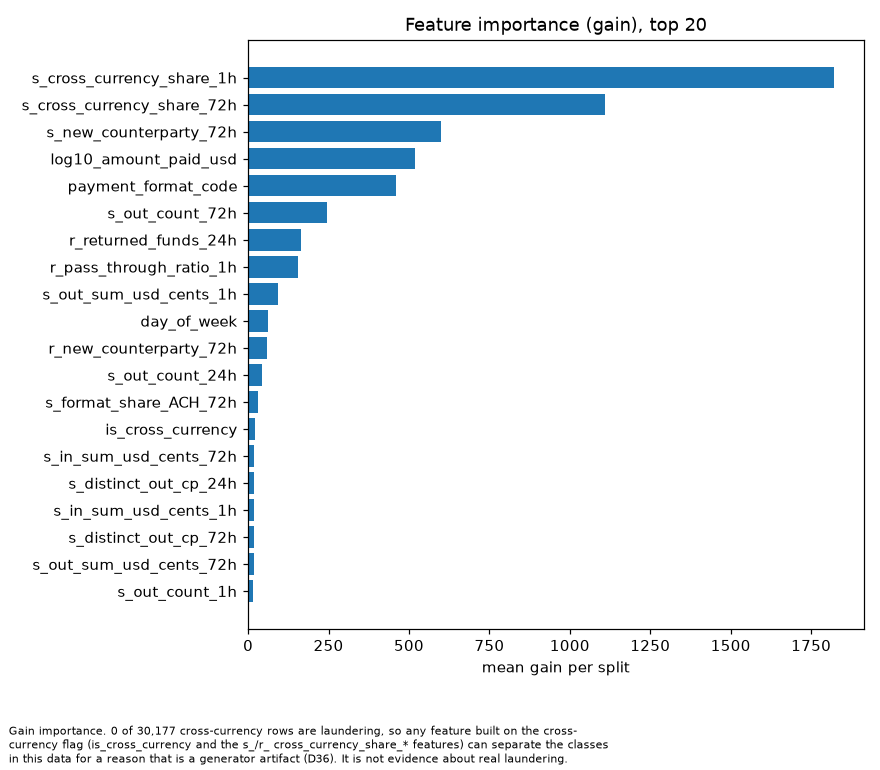 Feature importance (gain), top 20
s_cross_currency_share_1h
s_cross_currency_share_72h
s_new_counterparty_72h
log10_amount_paid_usd
payment_format_code
s_out_count_72h
r_returned_funds_24h
r_pass_through_ratio_1h
s_out_sum_usd_cents_1h
day_of_week
r_new_counterparty_72h
s_out_count_24h
s_format_share_ACH_72h
is_cross_currency
s_in_sum_usd_cents_72h
s_distinct_out_cp_24h
s_in_sum_usd_cents_1h
s_distinct_out_cp_72h
s_out_sum_usd_cents_72h
s_out_count_1h
0 250 500 750 1000 1250 1500 1750
mean gain per split
Gain importance. 0 of 30,177 cross-currency rows are laundering, so any feature built on the cross-
currency flag (is_cross_currency and the s_/r_ cross_currency_share_* features) can separate the classes
in this data for a reason that is a generator artifact (D36). It is not evidence about real laundering.